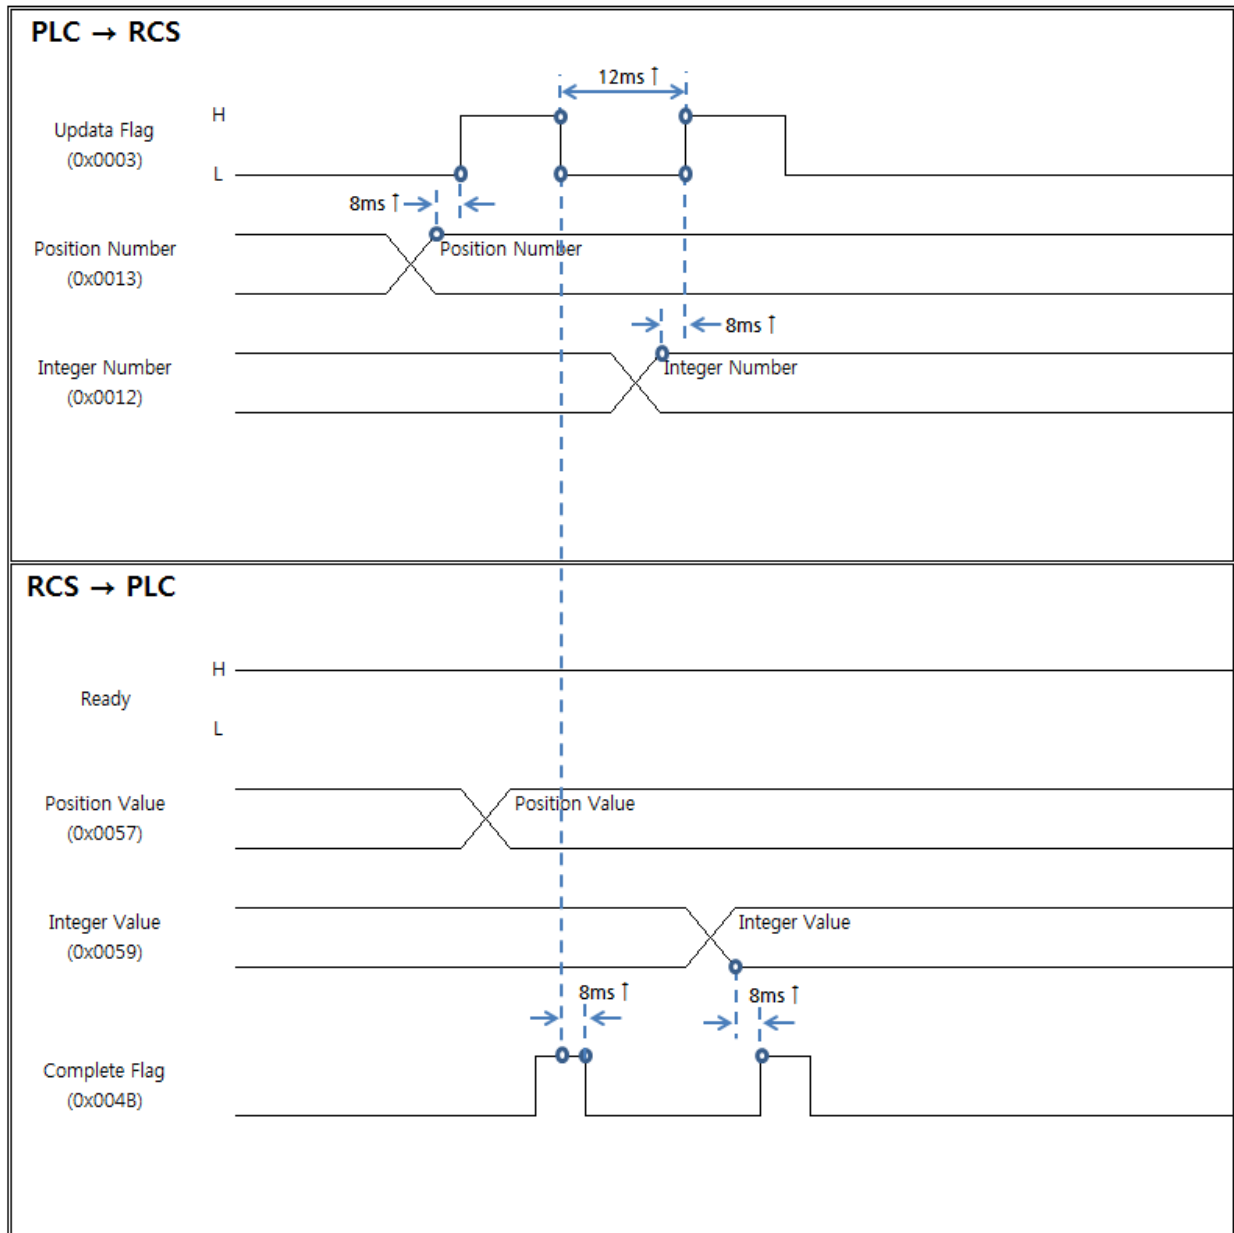 PLC → RCS
12ms↑
H
Updata Flag
(0x0003)
L
8ms↑
Position Number
(0x0013)
Position Number
8ms↑
Integer Number
(0x0012)
Integer Number
RCS → PLC
H
Ready
L
Position Value
(0x0057)
Position Value
Integer Value
(0x0059)
Integer Value
8ms↑
8ms↑
Complete Flag
(0x004B)